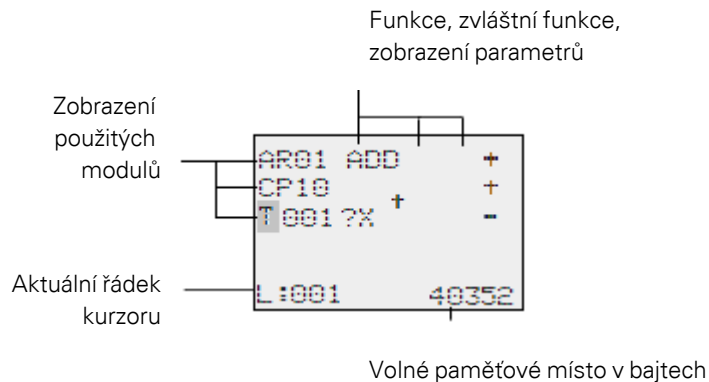 Funkce, zvláštní funkce,
zobrazení parametrů
Zobrazení
použitých
modulů
AR01 ADD +
CP10 +
T 001 ?X † -
Aktuální řádek
kurzoru
L:001 40352
Volné paměťové místo v bajtech